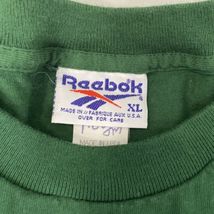 Reebok
XL
MADE IN // FABRIQUE AUX U.S.A.
OVER FOR CARE